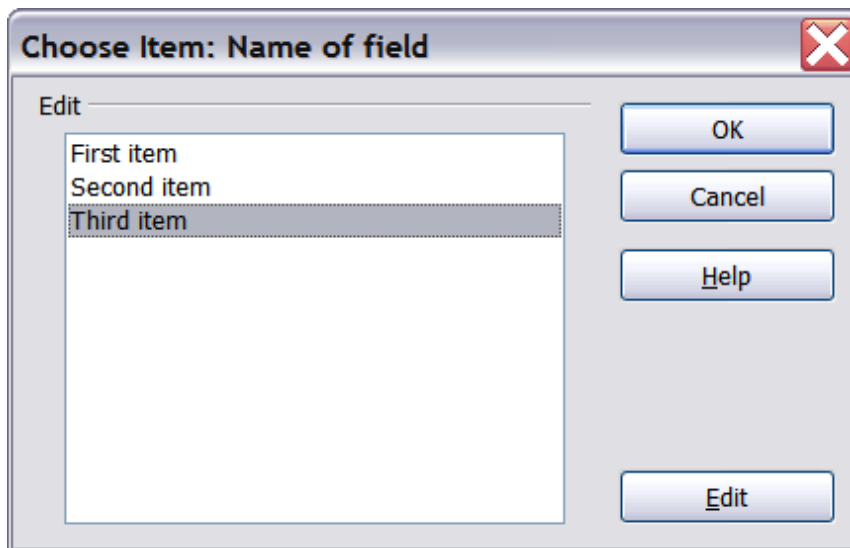 Choose Item: Name of field
Edit
First item
Second item
Third item
OK
Cancel
Help
Edit